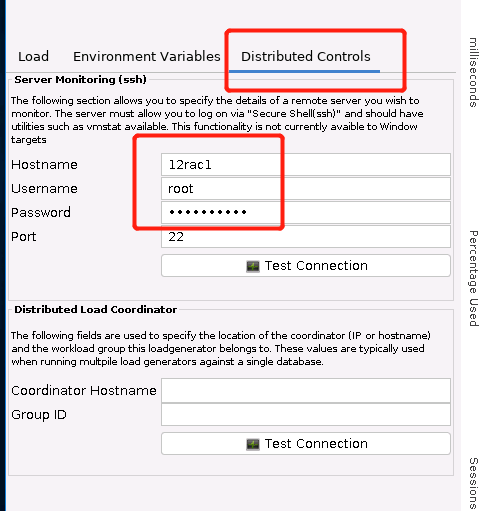 Load Environment Variables Distributed Controls
Server Monitoring (ssh)
The following section allows you to specify the details of a remote server you wish to
monitor. The server must allow you to log on via "Secure Shell(ssh)" and should have
utilities such as vmstat available. This functionality is not currently avaible to Window
targets
Hostname 12rac1
Username root
Password ••••••••••
Port 22
Test Connection
Distributed Load Coordinator
The following fields are used to specify the location of the coordinator (IP or hostname)
and the workload group this loadgenerator belongs to. These values are typically used
when running multpile load generators against a single database.
Coordinator Hostname
Group ID
Test Connection
milliseconds
Percentage Used
Sessions